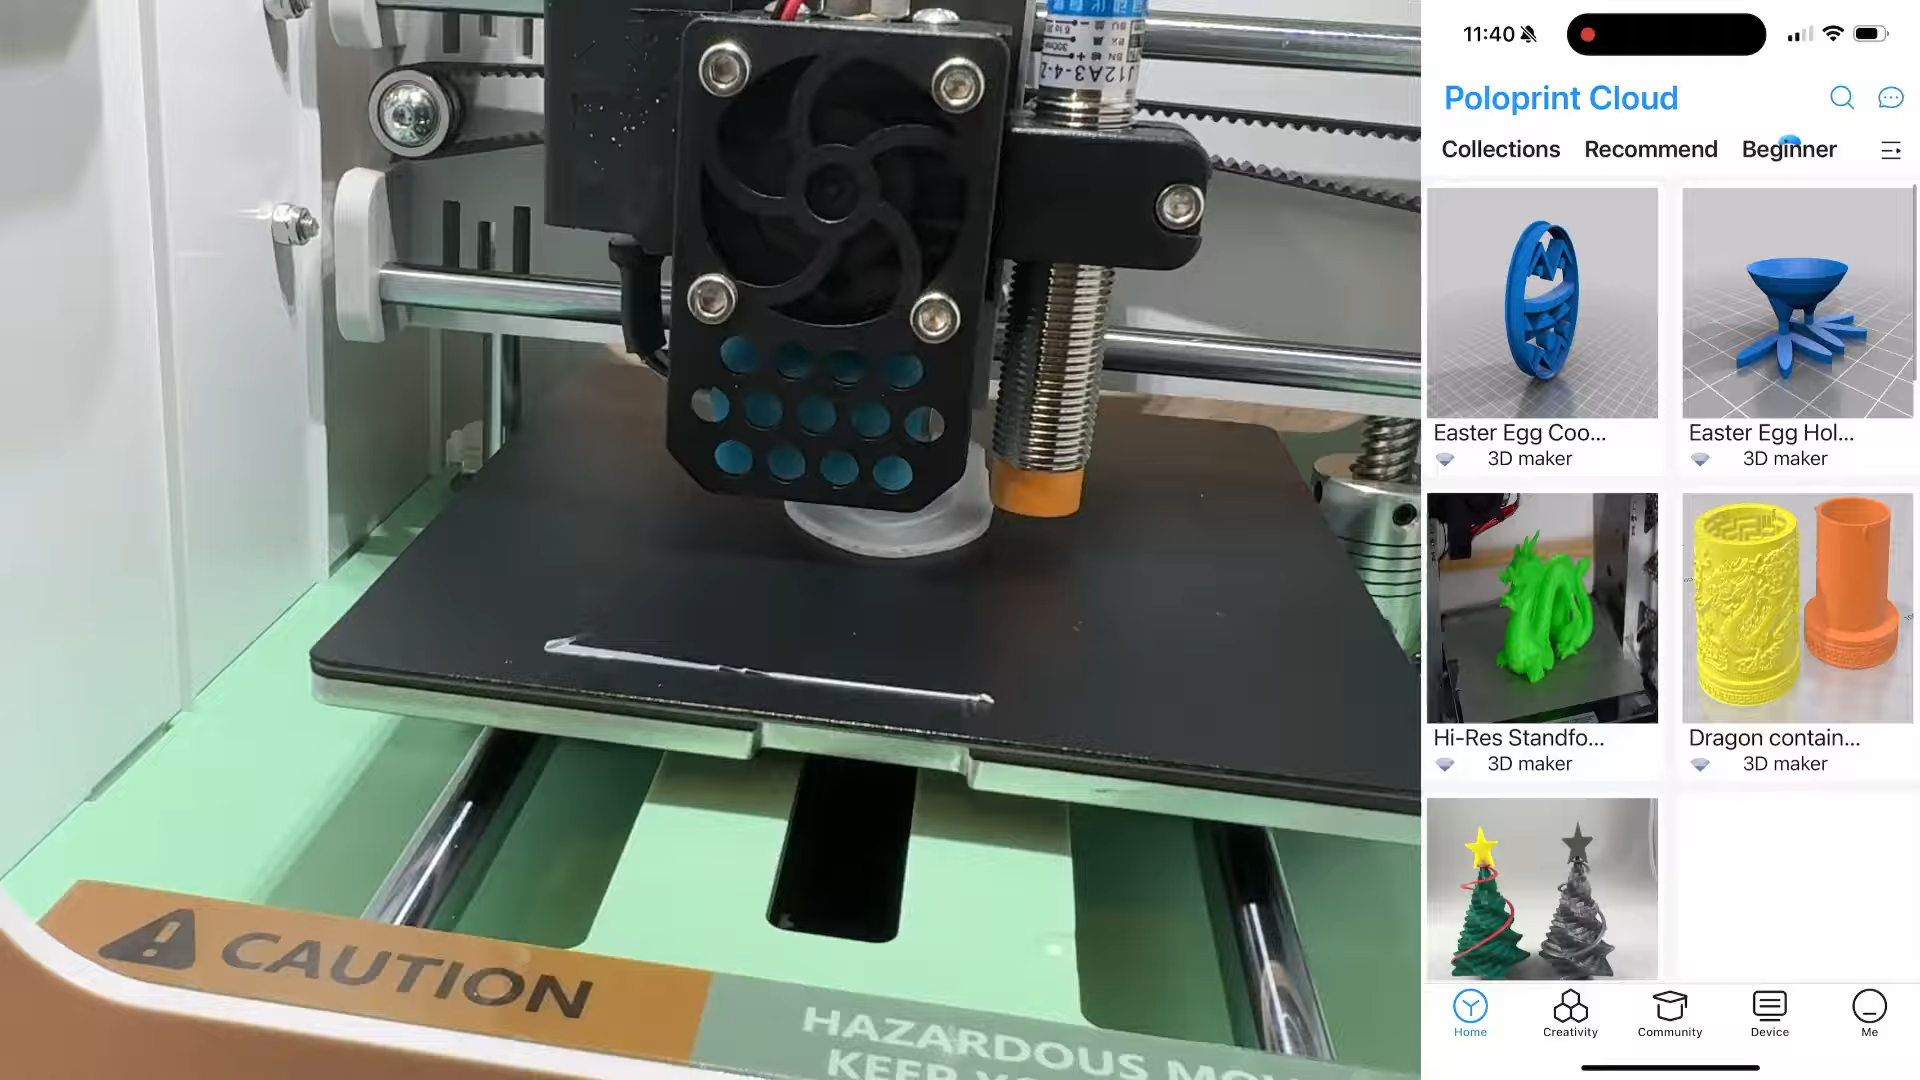 CAUTION
HAZARDOUS
KEEP
11:40
Poloprint Cloud
Collections
Recommend
Beginner
Easter Egg Coo...
3D maker
Easter Egg Hol...
3D maker
Hi-Res Standfo...
3D maker
Dragon contain...
3D maker
Home
Creativity
Community
Device
Me